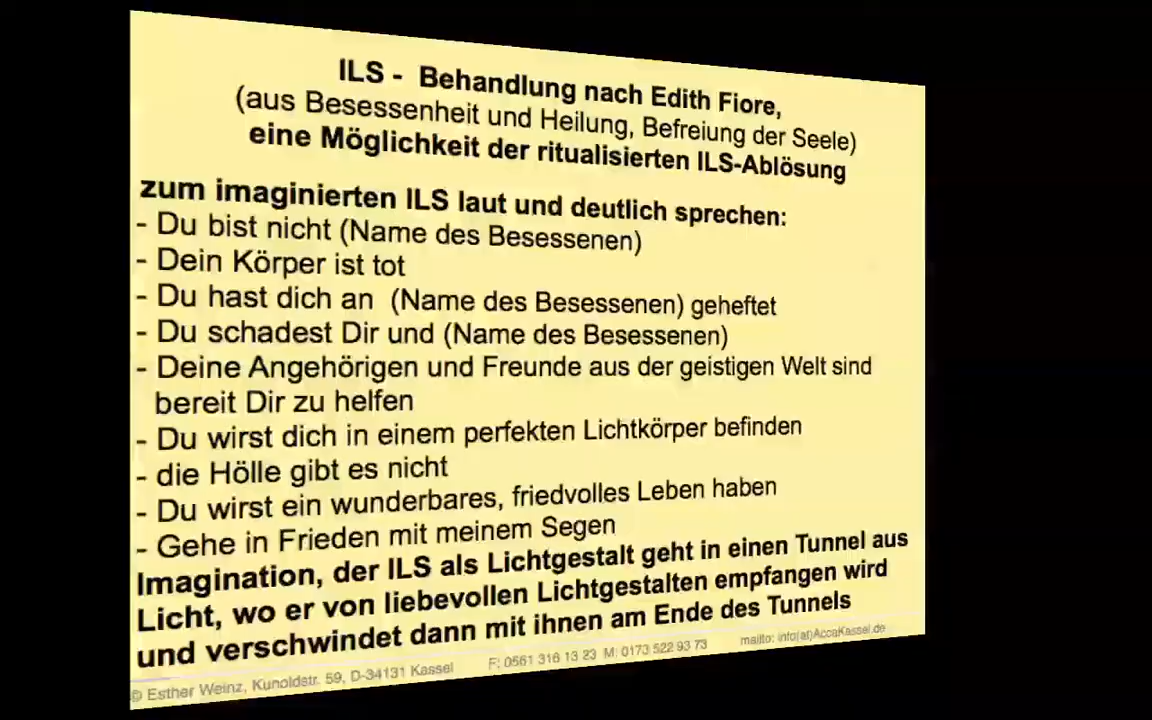 ILS - Behandlung nach Edith Fiore,
(aus Besessenheit und Heilung, Befreiung der Seele)
eine Möglichkeit der ritualisierten ILS-Ablösung
zum imaginierten ILS laut und deutlich sprechen:
- Du bist nicht (Name des Besessenen)
- Dein Körper ist tot
- Du hast dich an (Name des Besessenen) geheftet
- Du schadest Dir und (Name des Besessenen)
- Deine Angehörigen und Freunde aus der geistigen Welt sind
bereit Dir zu helfen
- Du wirst dich in einem perfekten Lichtkörper befinden
- die Hölle gibt es nicht
- Du wirst ein wunderbares, friedvolles Leben haben
- Gehe in Frieden mit meinem Segen
Imagination, der ILS als Lichtgestalt geht in einen Tunnel aus
Licht, wo er von liebevollen Lichtgestalten empfangen wird
und verschwindet dann mit ihnen am Ende des Tunnels
© Esther Weinz, Kunoldstr. 59, D-34131 Kassel F: 0561 316 13 23 M: 0173 522 93 73 mailto: info(at)AccaKassel.de